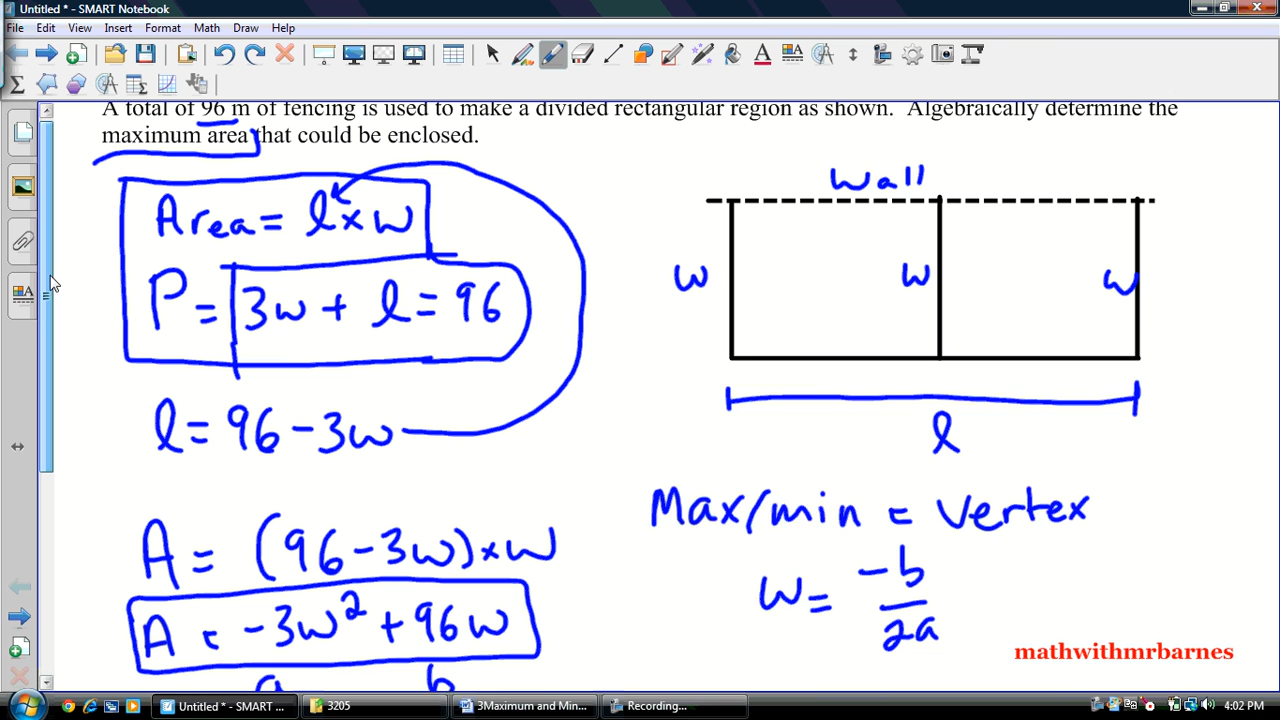 Untitled * - SMART Notebook
File Edit View Insert Format Math Draw Help
A total of 96 m of fencing is used to make a divided rectangular region as shown. Algebraically determine the
maximum area that could be enclosed.
Wall
Area = l x w
P = 3w + l = 96
w w w
l = 96 - 3w
l
Max/min = Vertex
A = (96 - 3w) x w
w = -b / 2a
A = -3w² + 96w
a b
mathwithmrbarnes
Untitled * - SMART ...
3205
3Maximum and Min...
Recording...
4:02 PM